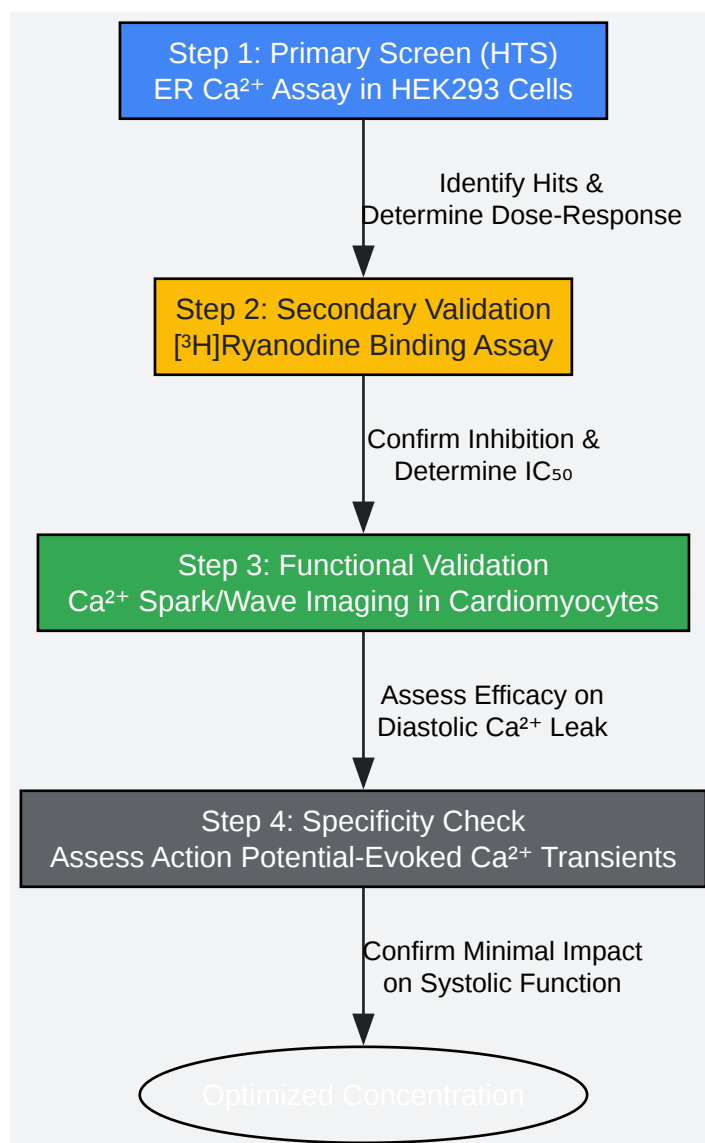 Step 1: Primary Screen (HTS)
ER Ca²⁺ Assay in HEK293 Cells
Identify Hits &
Determine Dose-Response
Step 2: Secondary Validation
[³H]Ryanodine Binding Assay
Confirm Inhibition &
Determine IC₅₀
Step 3: Functional Validation
Ca²⁺ Spark/Wave Imaging in Cardiomyocytes
Assess Efficacy on
Diastolic Ca²⁺ Leak
Step 4: Specificity Check
Assess Action Potential-Evoked Ca²⁺ Transients
Confirm Minimal Impact
on Systolic Function
Optimized Concentration